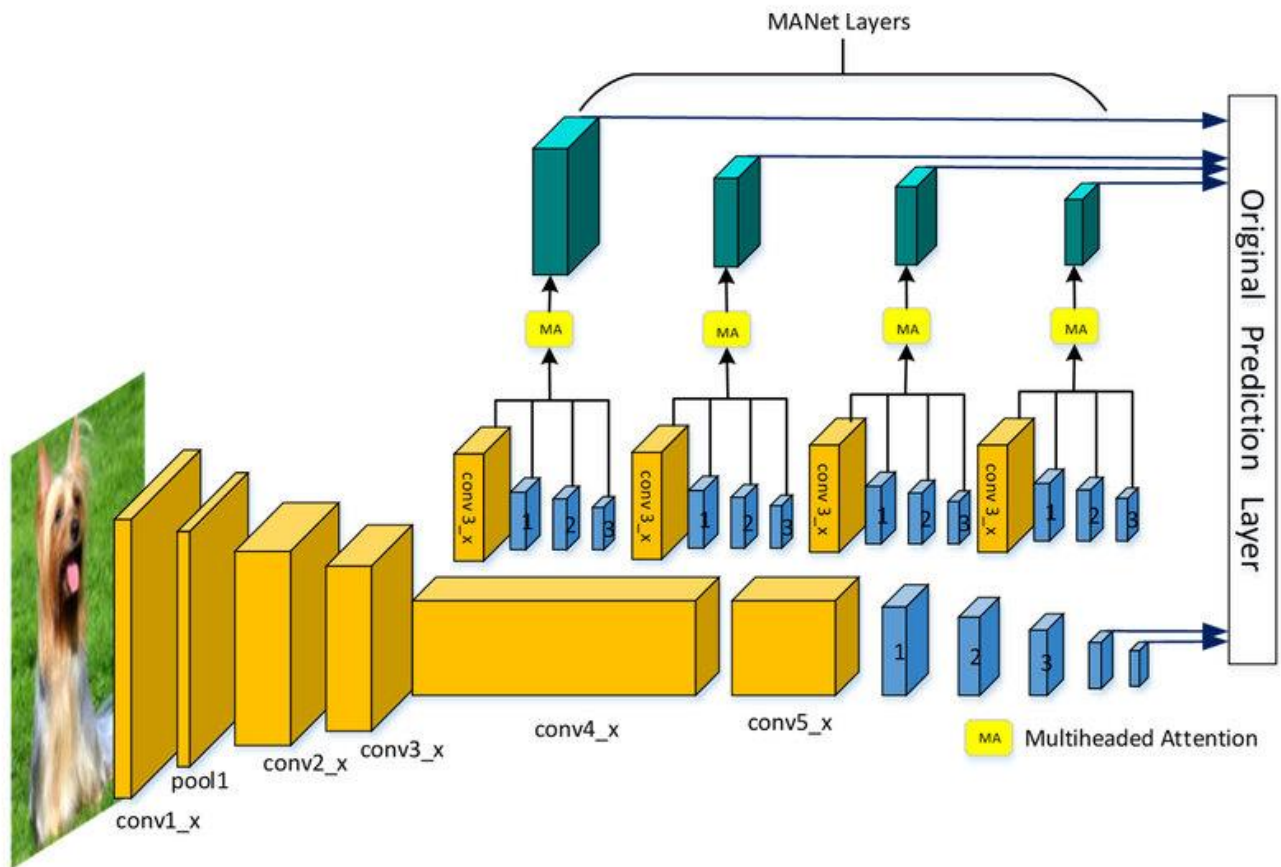 MANet Layers
MA
MA
MA
MA
conv 3_x
1
2
3
conv 3_x
1
2
3
conv 3_x
1
2
3
conv 3_x
1
2
3
Original Prediction Layer
1
2
3
conv1_x
pool1
conv2_x
conv3_x
conv4_x
conv5_x
MA Multiheaded Attention